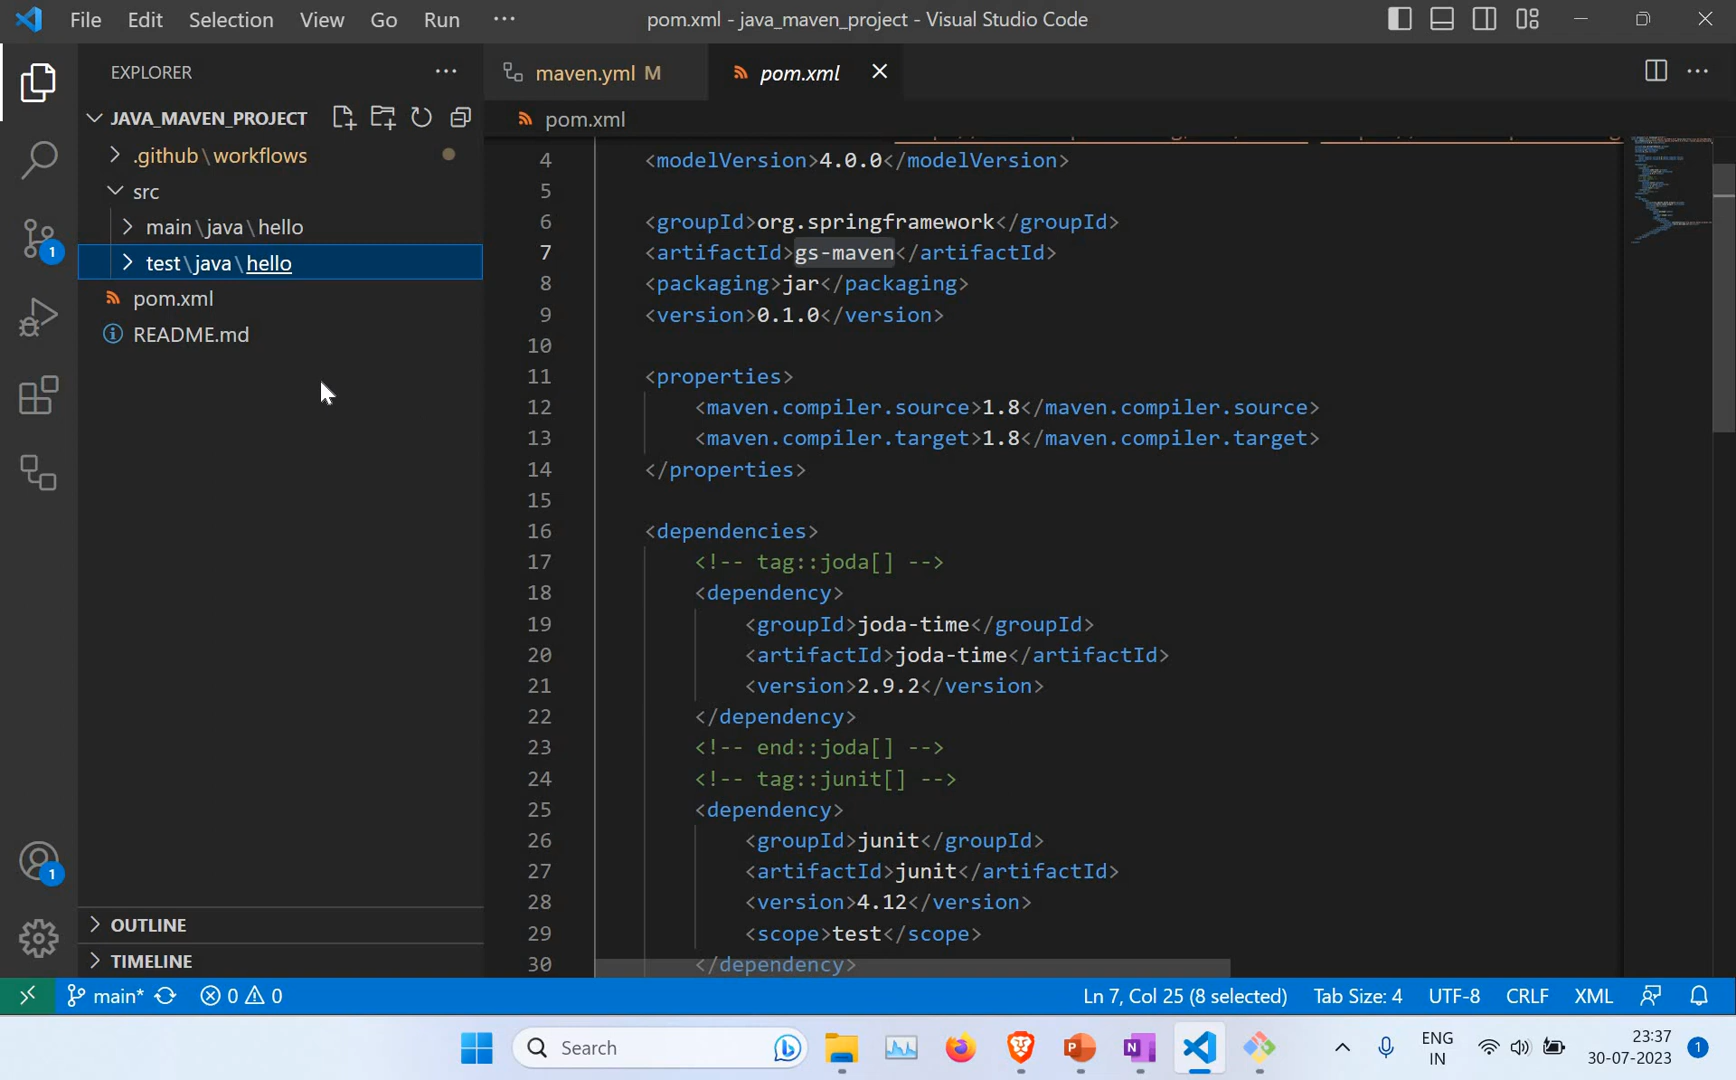 File Edit Selection View Go Run ···
pom.xml - java_maven_project - Visual Studio Code
EXPLORER
JAVA_MAVEN_PROJECT
.github\workflows
src
main\java\hello
test\java\hello
pom.xml
README.md
OUTLINE
TIMELINE
1
1
maven.yml M
pom.xml
pom.xml
4 <modelVersion>4.0.0</modelVersion>
5
6 <groupId>org.springframework</groupId>
7 <artifactId>gs-maven</artifactId>
8 <packaging>jar</packaging>
9 <version>0.1.0</version>
10
11 <properties>
12 <maven.compiler.source>1.8</maven.compiler.source>
13 <maven.compiler.target>1.8</maven.compiler.target>
14 </properties>
15
16 <dependencies>
17 <!-- tag::joda[] -->
18 <dependency>
19 <groupId>joda-time</groupId>
20 <artifactId>joda-time</artifactId>
21 <version>2.9.2</version>
22 </dependency>
23 <!-- end::joda[] -->
24 <!-- tag::junit[] -->
25 <dependency>
26 <groupId>junit</groupId>
27 <artifactId>junit</artifactId>
28 <version>4.12</version>
29 <scope>test</scope>
30 </dependency>
main* 0 0 Ln 7, Col 25 (8 selected) Tab Size: 4 UTF-8 CRLF XML
Search
ENG
IN
23:37
30-07-2023
1